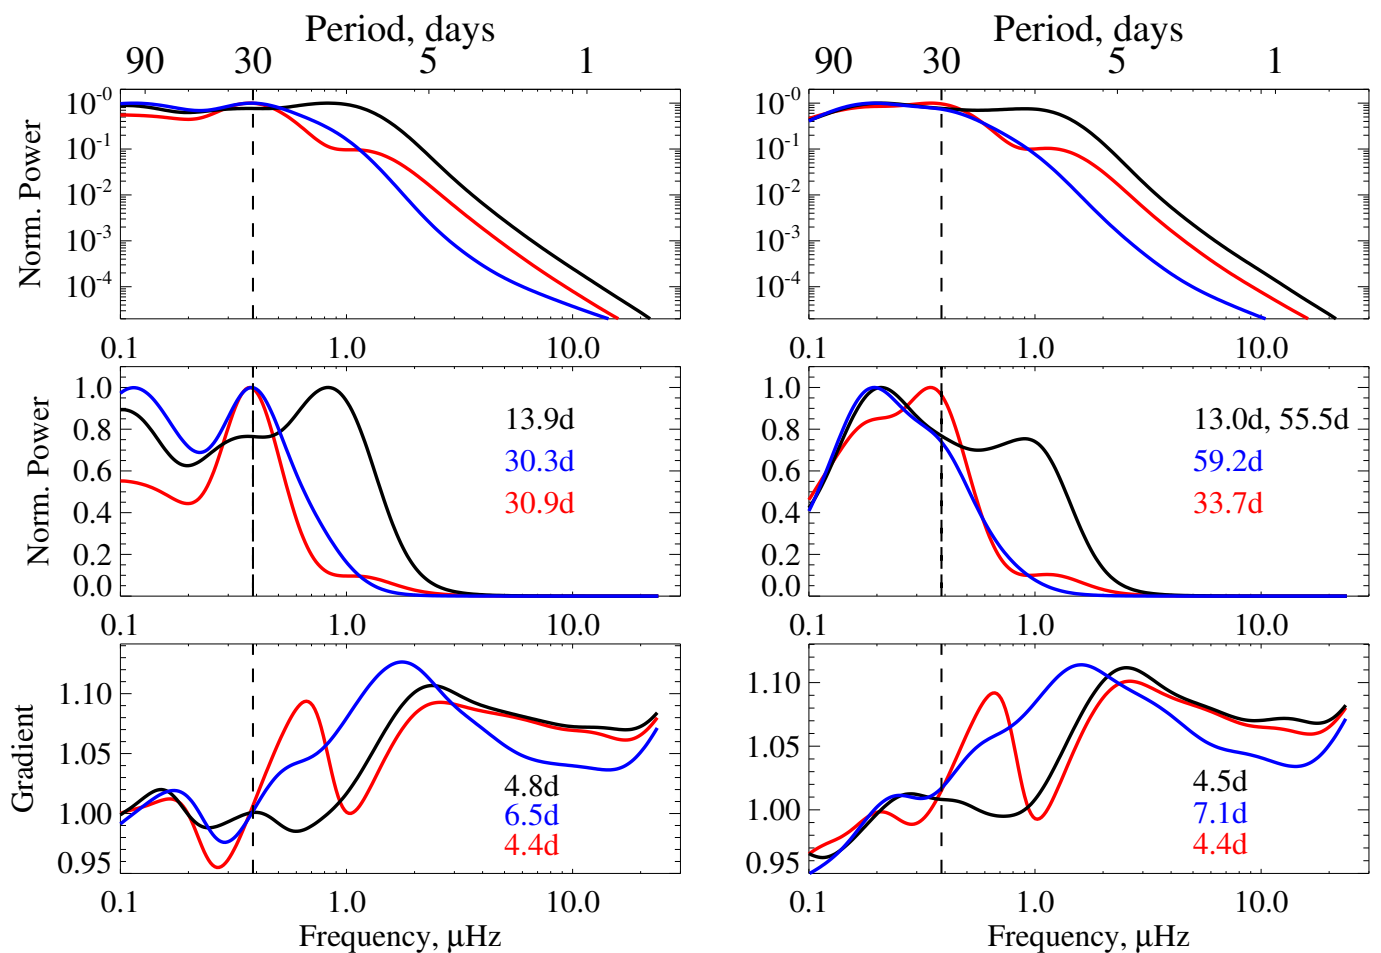 Period, days
90 30 5 1
Norm. Power
10^-0
10^-1
10^-2
10^-3
10^-4
0.1 1.0 10.0
Period, days
90 30 5 1
Norm. Power
10^-0
10^-1
10^-2
10^-3
10^-4
0.1 1.0 10.0
Norm. Power
1.0
0.8
0.6
0.4
0.2
0.0
13.9d
30.3d
30.9d
0.1 1.0 10.0
Norm. Power
1.0
0.8
0.6
0.4
0.2
0.0
13.0d, 55.5d
59.2d
33.7d
0.1 1.0 10.0
Gradient
1.10
1.05
1.00
0.95
4.8d
6.5d
4.4d
0.1 1.0 10.0
Frequency, μHz
Gradient
1.10
1.05
1.00
0.95
4.5d
7.1d
4.4d
0.1 1.0 10.0
Frequency, μHz